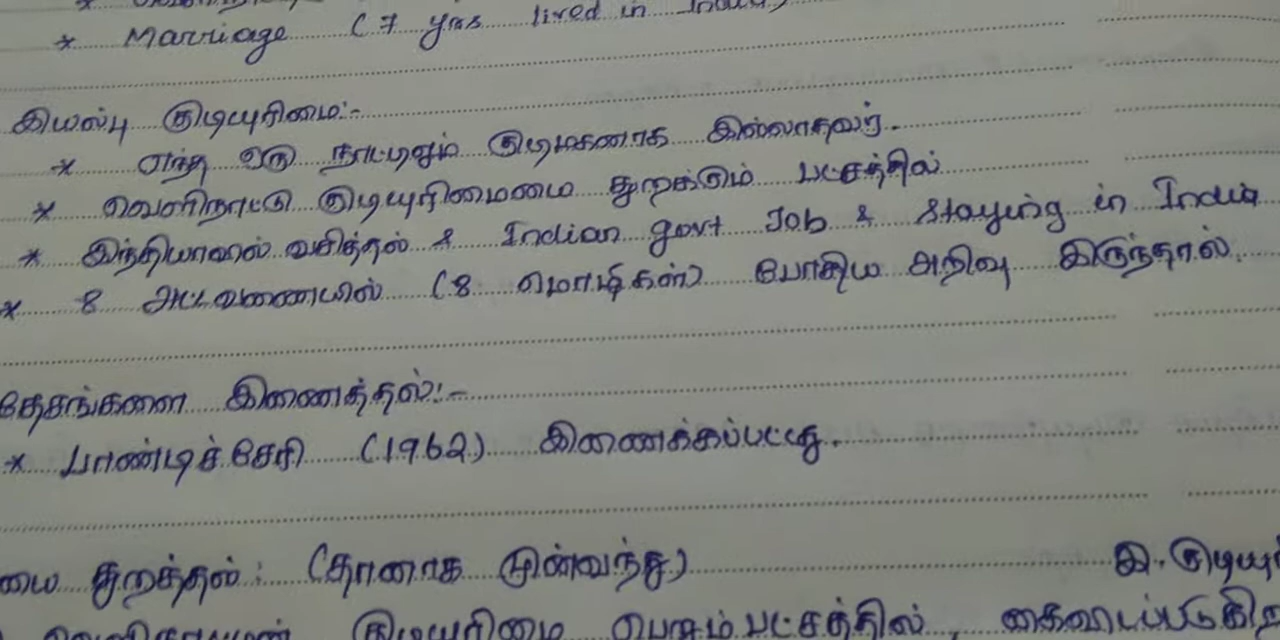 * Marriage (7 yrs lived in
இயல்பு குடியுரிமை:-
* எந்த ஒரு நாட்டிலும் குடிமகனாக இல்லாதவர்.
* வெளிநாட்டு குடியுரிமைமை துறக்கும் பட்சத்தில்
* இந்தியாவில் வசித்தல் & Indian govt Job & staying in India
* 8 அட்டவணையில் (8 மொழிகள்) போதிய அறிவு இருந்தால்.
தேசங்களை இணைத்தல்:-
* பாண்டிச்சேரி (1962) இணைக்கப்பட்டது.
மை துறத்தல்: (தானாக முன்வந்து) இ. குடியுரி
குடியுரிமை பெறும் பட்சத்தில்,